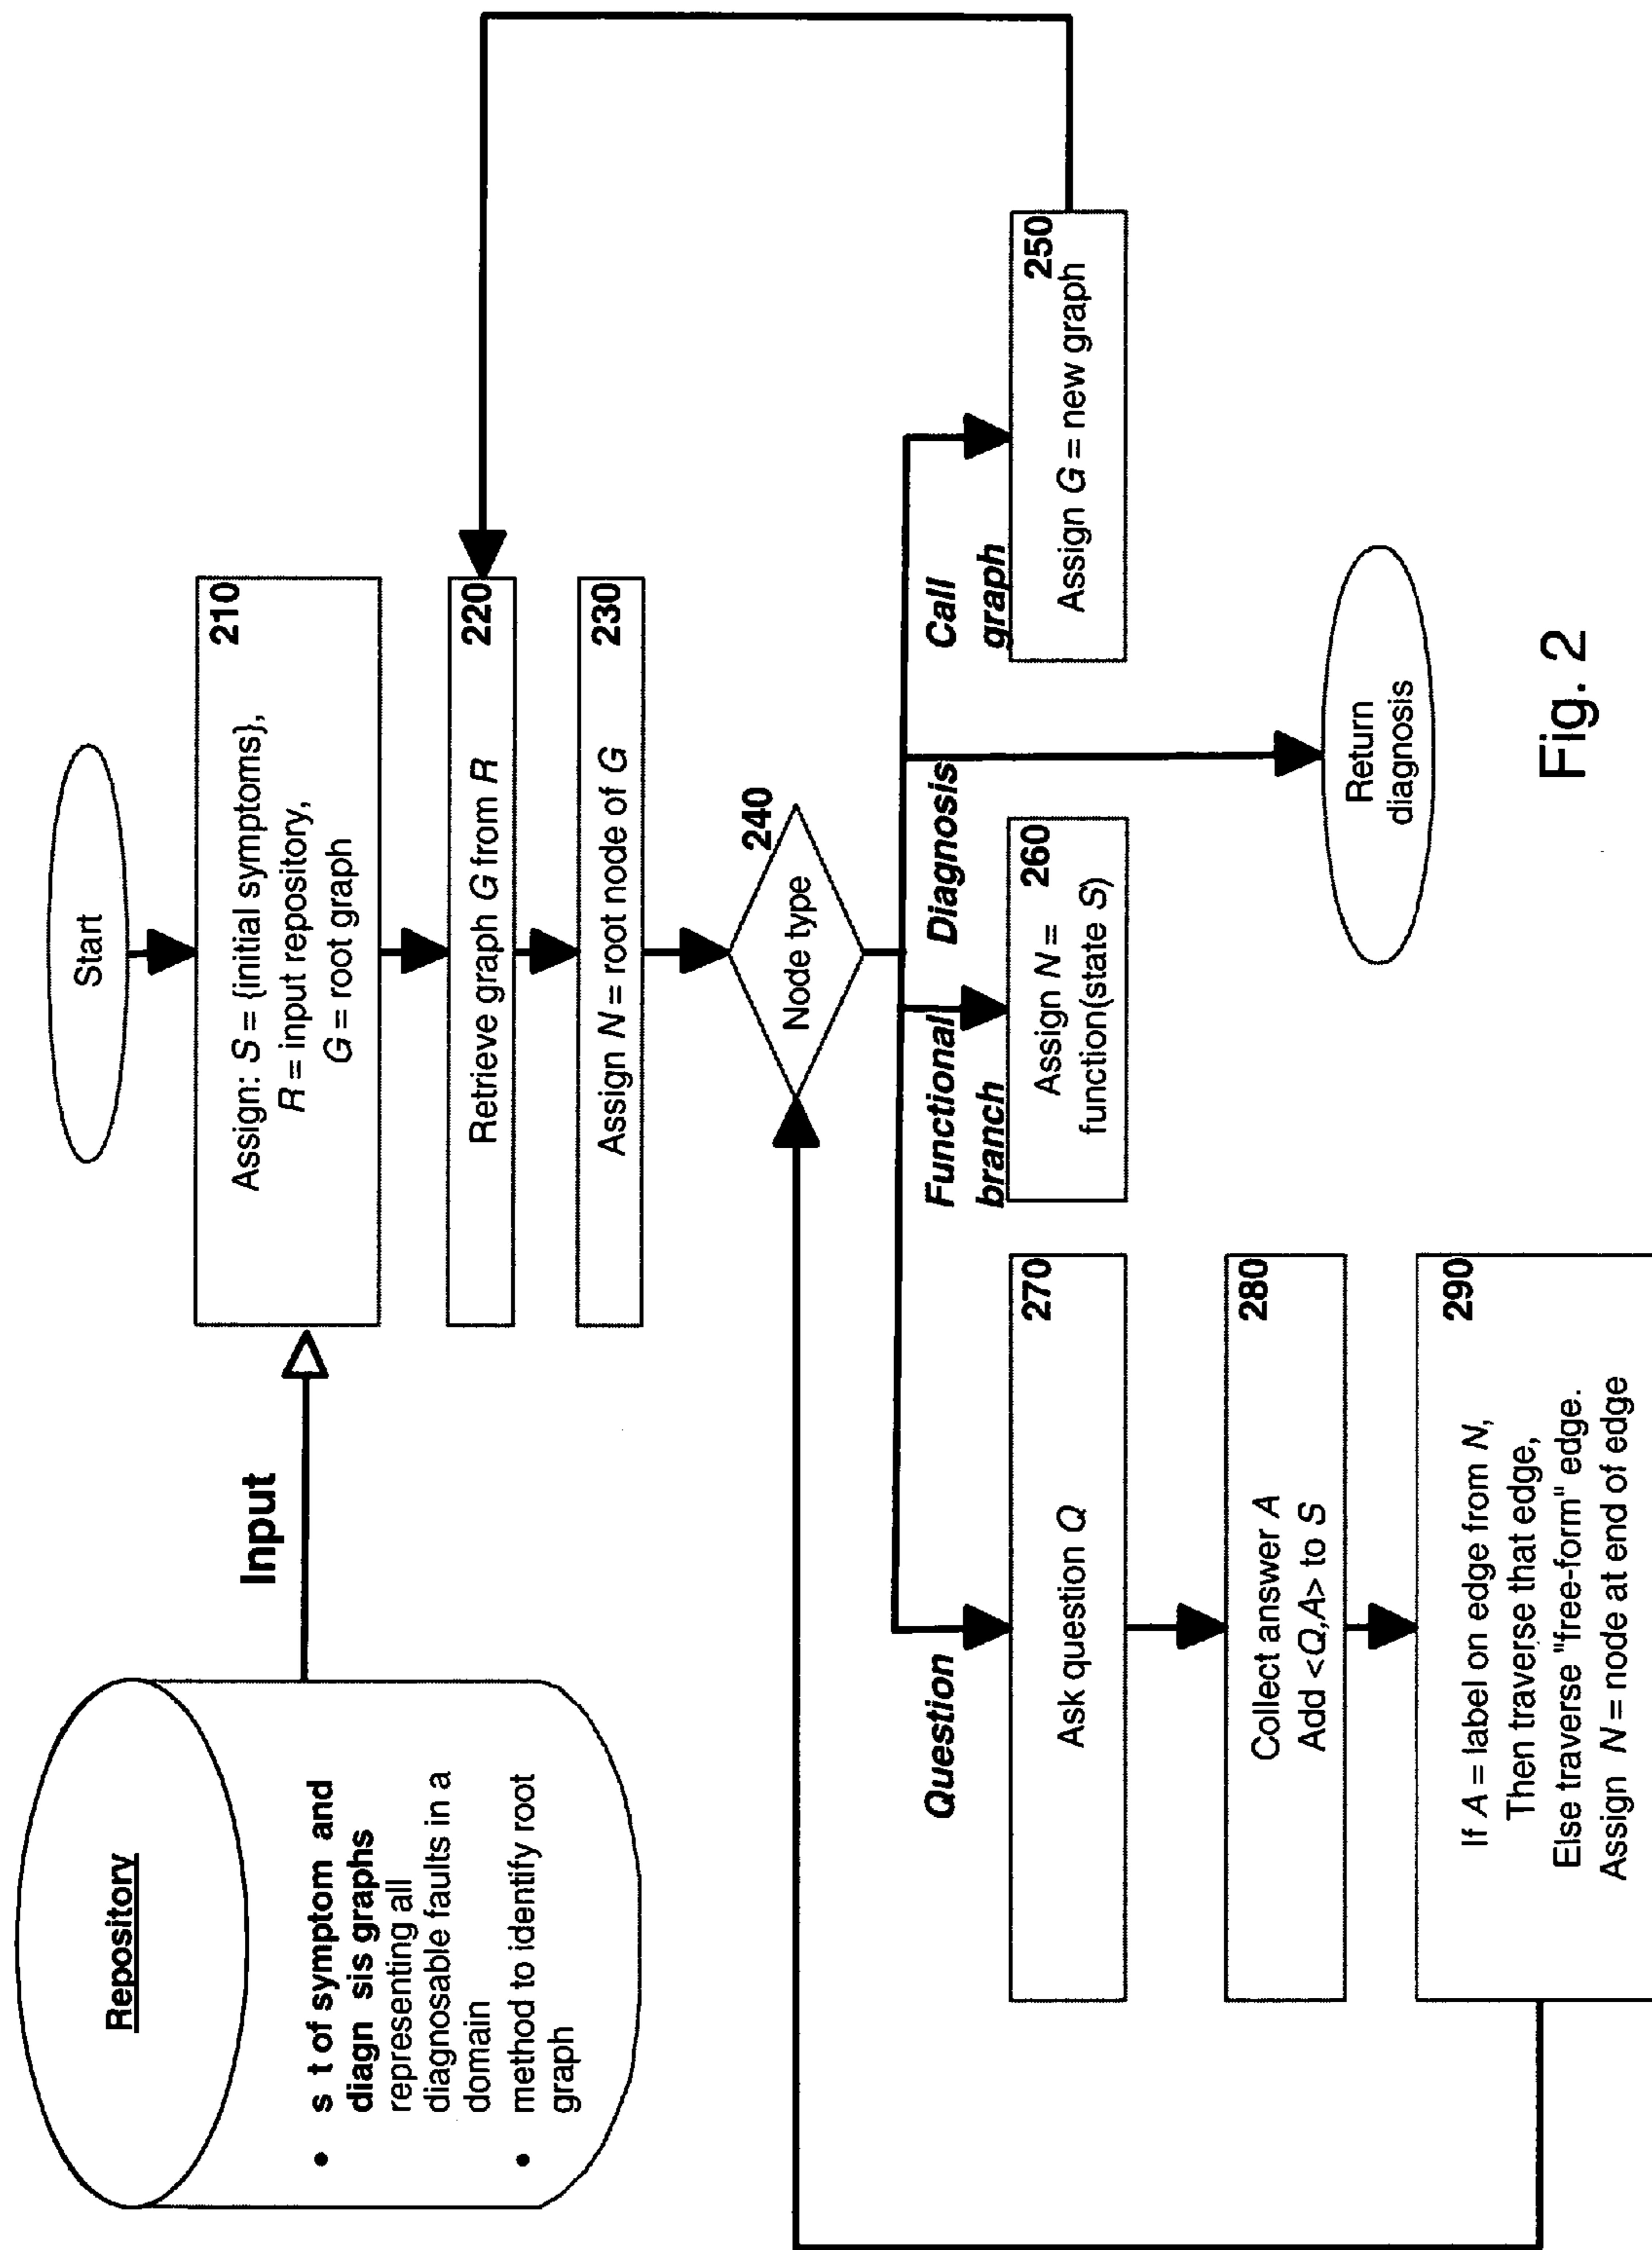 Start
Repository
• s t of symptom and
diagn sis graphs
representing all
diagnosable faults in a
domain
• method to identify root
graph
Input
210
Assign: S = {initial symptoms},
R = input repository,
G = root graph
220
Retrieve graph G from R
230
Assign N = root node of G
240
Node type
Question
Functional
branch
Diagnosis
Call
graph
270
Ask question Q
260
Assign N =
function(state S)
250
Assign G = new graph
280
Collect answer A
Add <Q,A> to S
Return
diagnosis
290
If A = label on edge from N,
Then traverse that edge,
Else traverse "free-form" edge.
Assign N = node at end of edge
Fig. 2